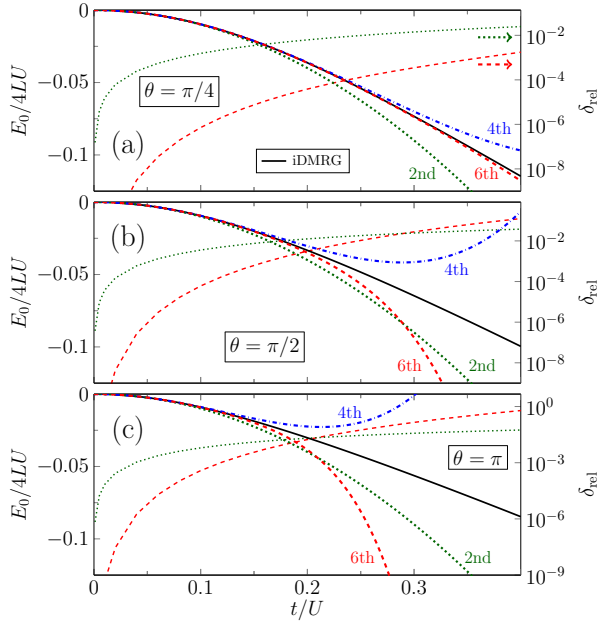 0
−0.05
−0.1
E₀/4LU
θ = π/4
(a)
iDMRG
4th
6th
2nd
10⁻²
10⁻⁴
10⁻⁶
10⁻⁸
δrel
0
−0.05
−0.1
E₀/4LU
(b)
θ = π/2
4th
6th
2nd
10⁻²
10⁻⁴
10⁻⁶
10⁻⁸
δrel
0
−0.05
−0.1
E₀/4LU
(c)
4th
θ = π
6th
2nd
10⁰
10⁻²
10⁻⁴
10⁻⁶
10⁻⁹
δrel
0 0.1 0.2 0.3
t/U